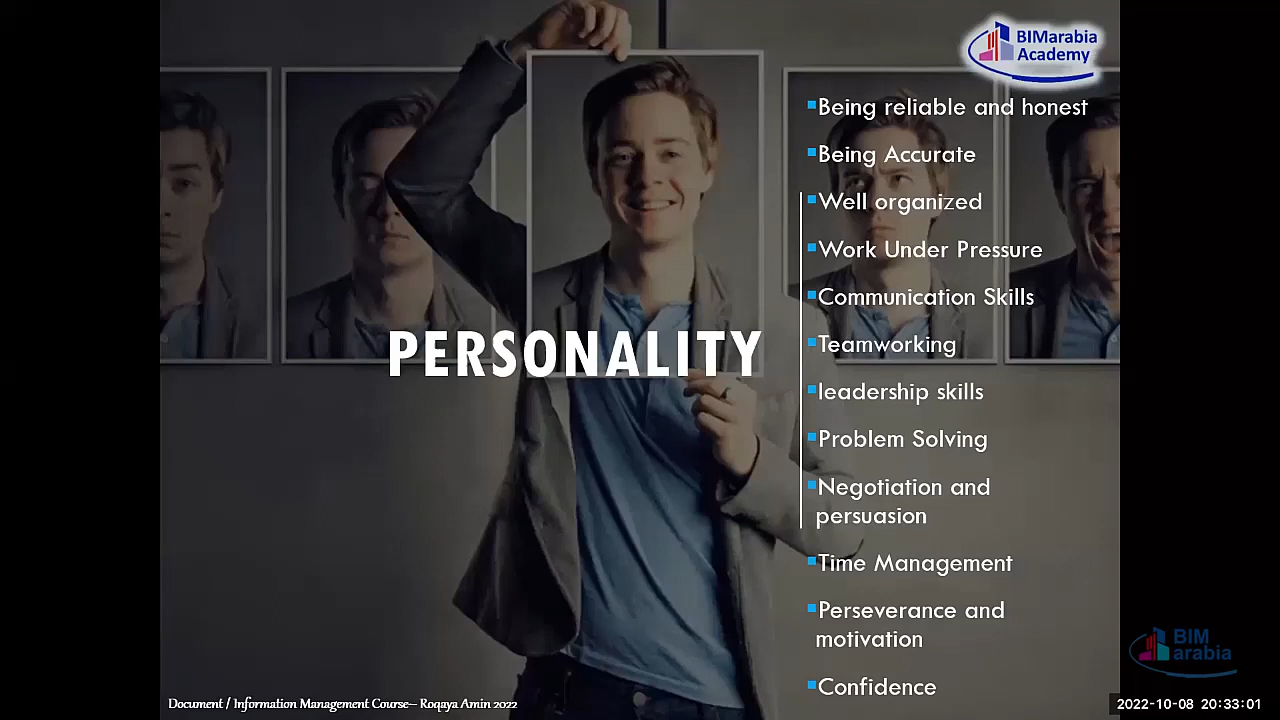 BIMarabia
Academy
Being reliable and honest
Being Accurate
Well organized
Work Under Pressure
Communication Skills
Teamworking
leadership skills
Problem Solving
Negotiation and
persuasion
Time Management
Perseverance and
motivation
Confidence
PERSONALITY
Document / Information Management Course– Roqaya Amin 2022
BIM
arabia
2022-10-08 20:33:01